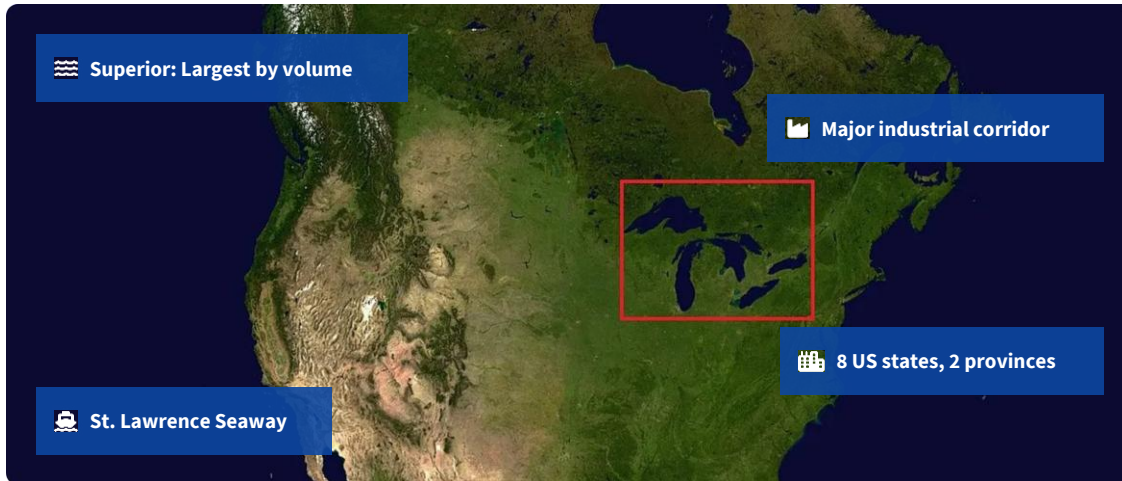 Superior: Largest by volume
Major industrial corridor
8 US states, 2 provinces
St. Lawrence Seaway